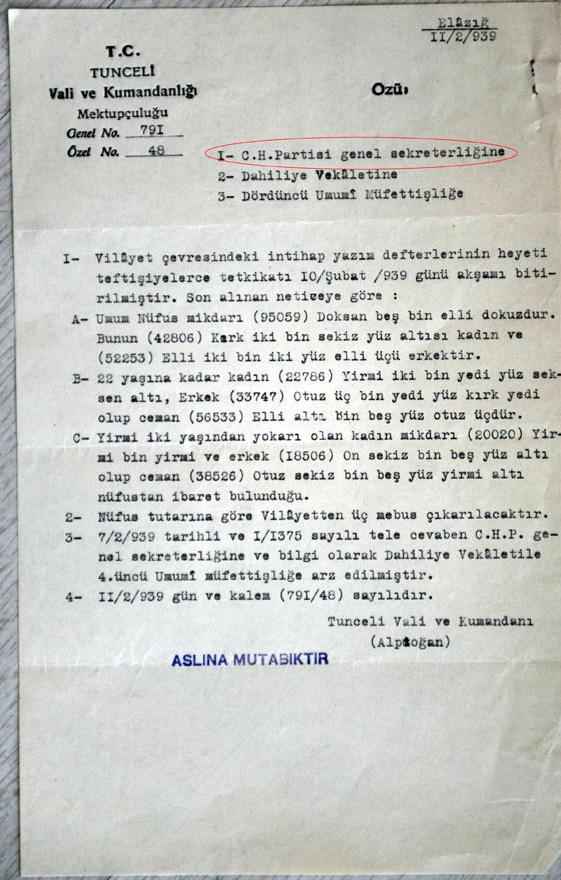 Elâzığ
II/2/939
T.C.
TUNCELİ
Vali ve Kumandanlığı
Mektupçuluğu
Genel No. 79I
Özel No. 48
Özü:
I- C.H.Partisi genel sekreterliğine
2- Dahiliye Vekâletine
3- Dördüncü Umumî Müfettişliğe
I- Vilâyet çevresindeki intihap yazım defterlerinin heyeti
teftişiyelerce tetkikatı IO/Şubat /939 günü akşamı biti-
rilmiştir. Son alınan neticeye göre :
A- Umum Nüfus mikdarı (95059) Doksan beş bin elli dokuzdur.
Bunun (42806) Kırk iki bin sekiz yüz altısı kadın ve
(52253) Elli iki bin iki yüz elli üçü erkektir.
B- 22 yaşına kadar kadın (22786) Yirmi iki bin yedi yüz sek-
sen altı, Erkek (33747) Otuz üç bin yedi yüz kırk yedi
olup ceman (56533) Elli altı bin beş yüz otuz üçdür.
C- Yirmi iki yaşından yokarı olan kadın mikdarı (20020) Yir-
mi bin yirmi ve erkek (I8506) On sekiz bin beş yüz altı
olup ceman (38526) Otuz sekiz bin beş yüz yirmi altı
nüfustan ibaret bulunduğu.
2- Nüfus tutarına göre Vilâyetten üç mebus çıkarılacaktır.
3- 7/2/939 tarihli ve I/I375 sayılı tele cevaben C.H.P. ge-
nel sekreterliğine ve bilgi olarak Dahiliye Vekâletile
4.üncü Umumî müfettişliğe arz edilmiştir.
4- II/2/939 gün ve kalem (79I/48) sayılıdır.
Tunceli Vali ve Kumandanı
(Alpdoğan)
ASLINA MUTABIKTIR